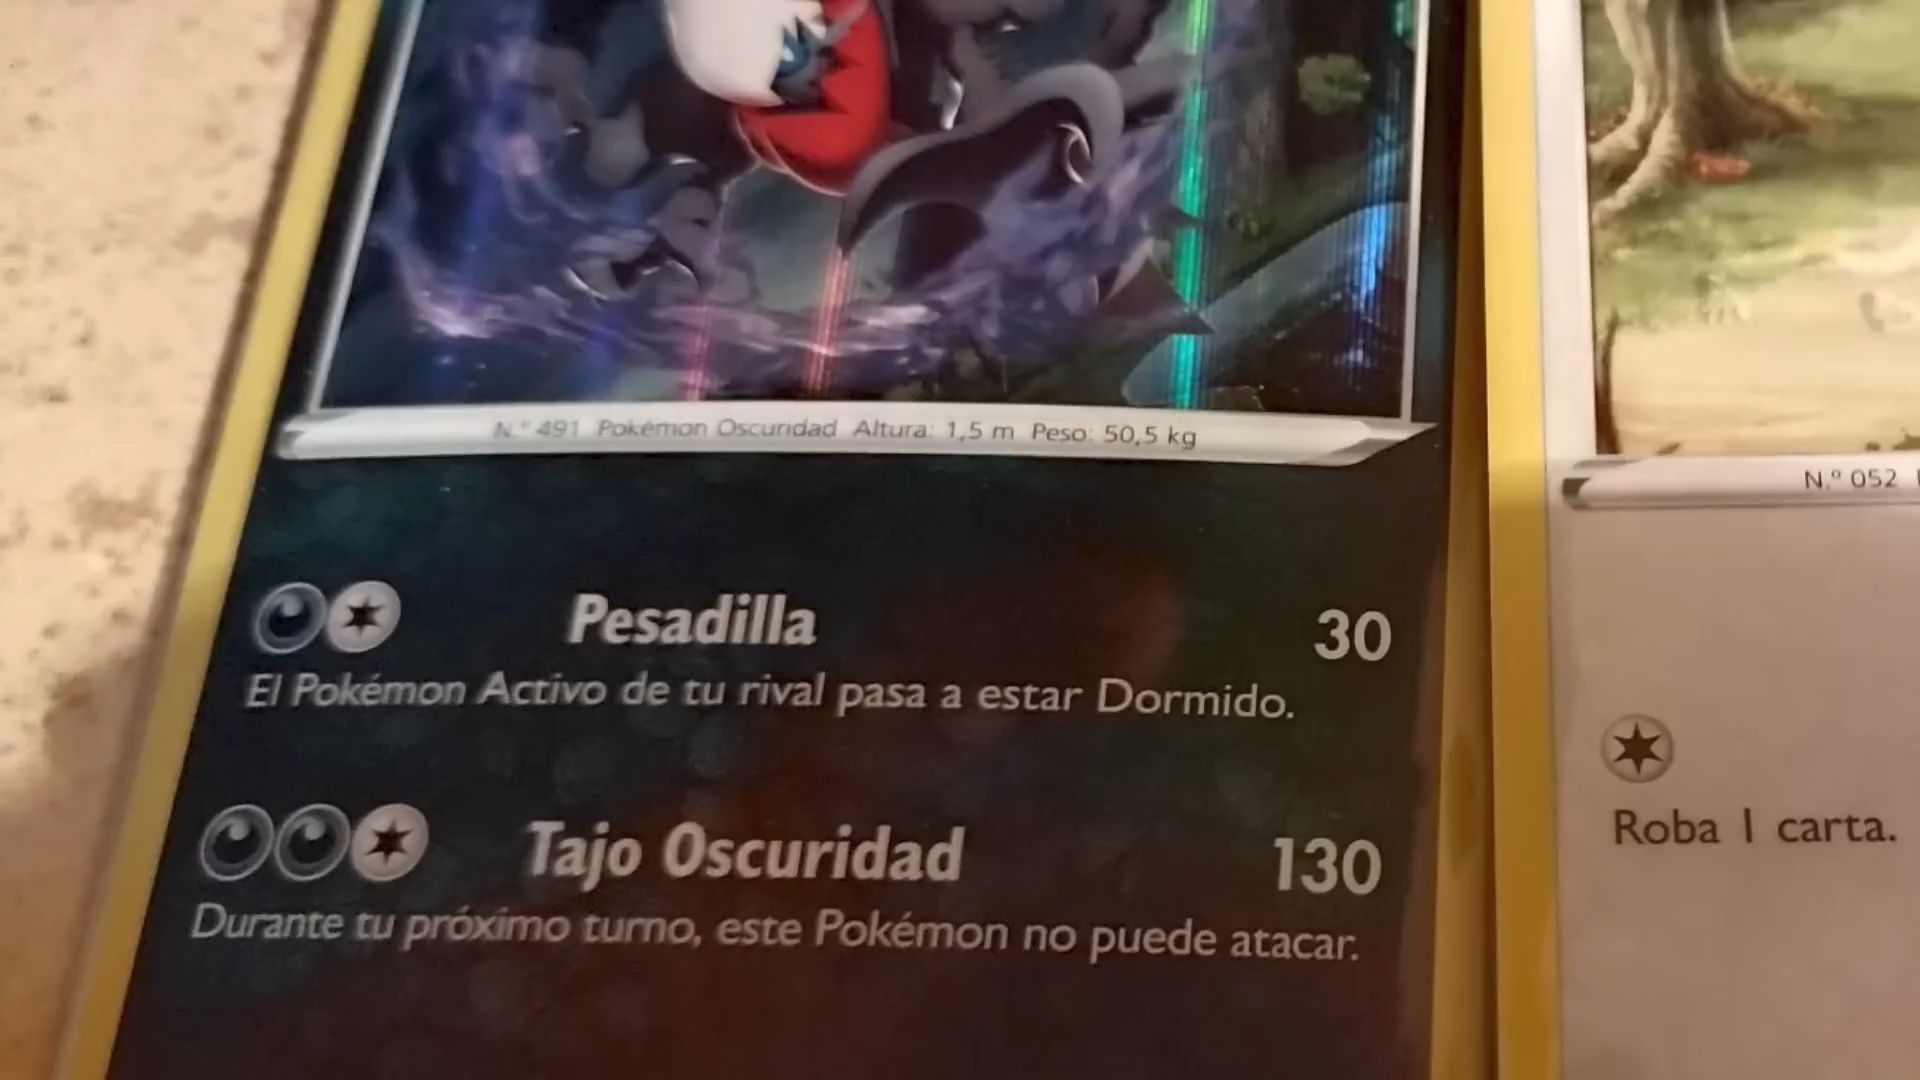 N.º 491 Pokémon Oscuridad Altura: 1,5 m Peso: 50,5 kg
Pesadilla 30
El Pokémon Activo de tu rival pasa a estar Dormido.
Tajo Oscuridad 130
Durante tu próximo turno, este Pokémon no puede atacar.
N.º 052
Roba 1 carta.